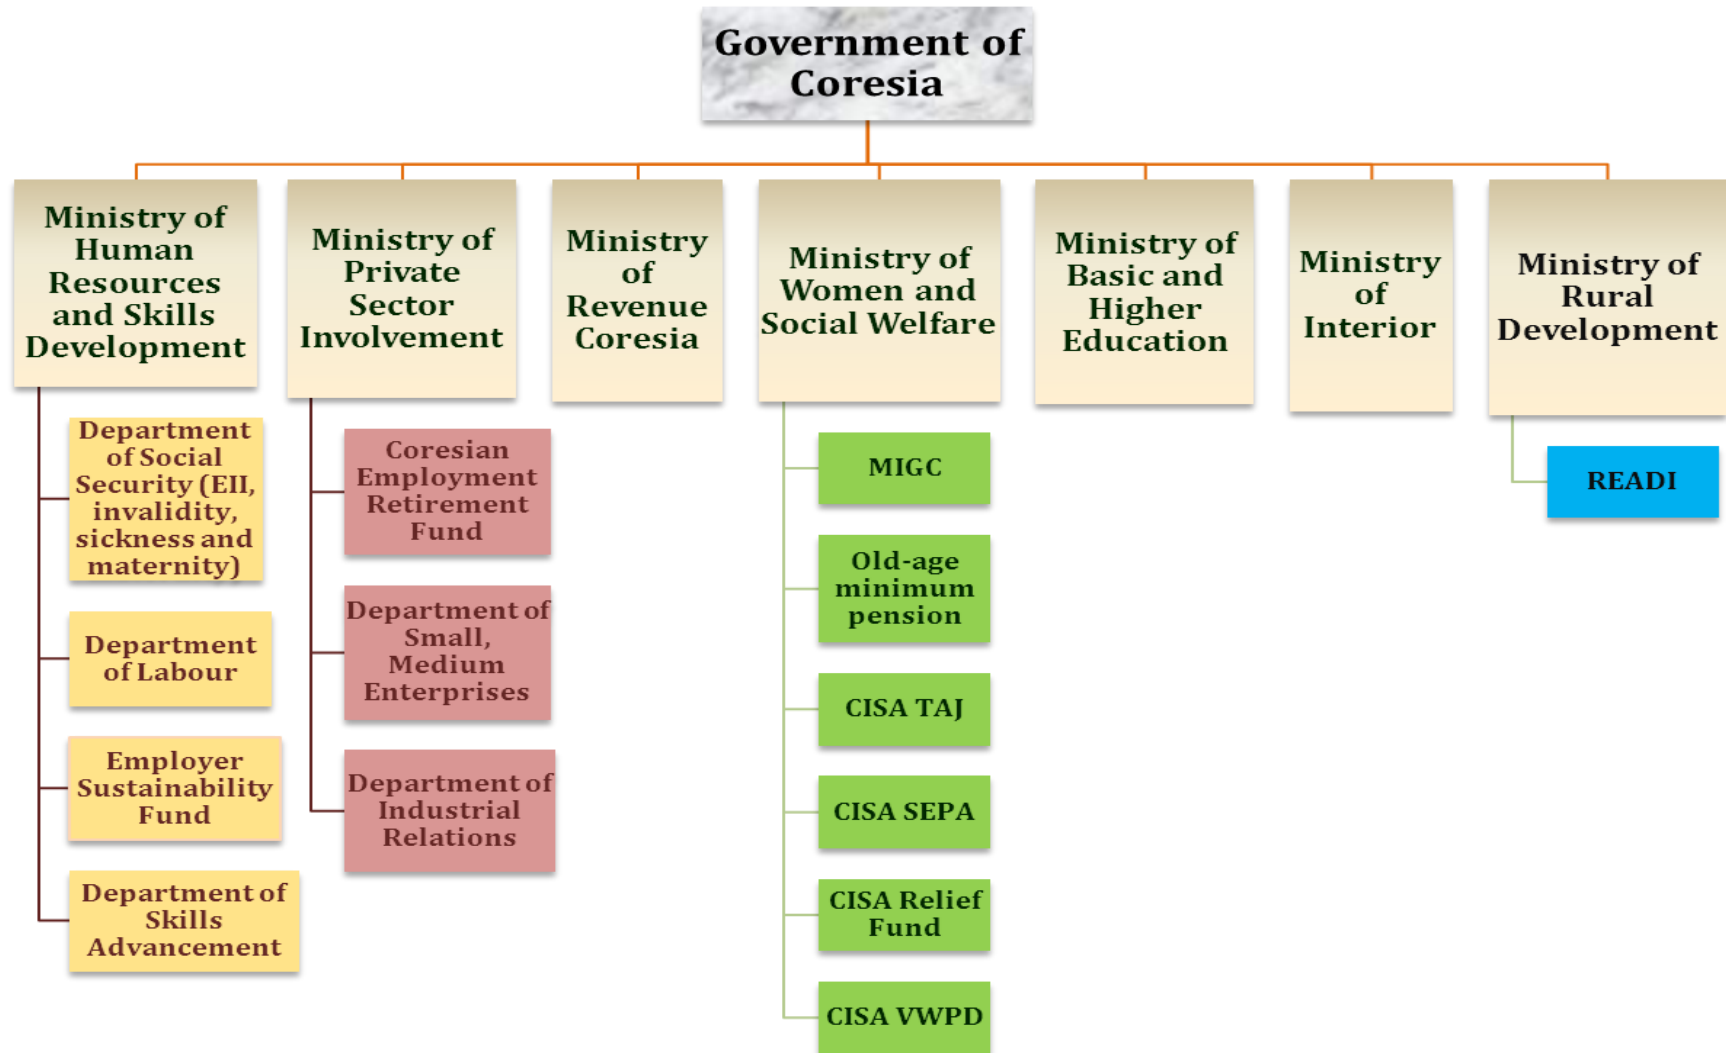 Government of
Coresia
Ministry of
Human
Resources
and Skills
Development
Ministry of
Private
Sector
Involvement
Ministry
of
Revenue
Coresia
Ministry of
Women and
Social Welfare
Ministry of
Basic and
Higher
Education
Ministry
of
Interior
Ministry of
Rural
Development
Department
of Social
Security (EII,
invalidity,
sickness and
maternity)
Department
of Labour
Employer
Sustainability
Fund
Department of
Skills
Advancement
Coresian
Employment
Retirement
Fund
Department of
Small,
Medium
Enterprises
Department of
Industrial
Relations
MIGC
Old-age
minimum
pension
CISA TAJ
CISA SEPA
CISA Relief
Fund
CISA VWPD
READI